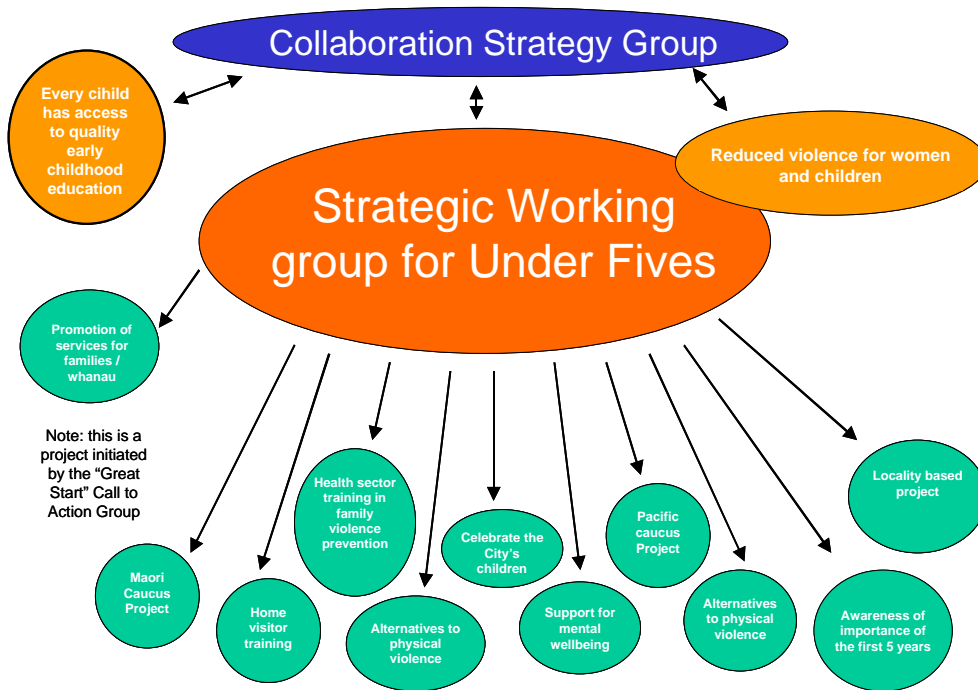 Collaboration Strategy Group
Every cihild
has access
to quality
early
childhood
education
Reduced violence for women
and children
Strategic Working
group for Under Fives
Promotion of
services for
families /
whanau
Note: this is a
project initiated
by the “Great
Start” Call to
Action Group
Health sector
training in
family
violence
prevention
Celebrate the
City's
children
Pacific
caucus
Project
Locality based
project
Maori
Caucus
Project
Home
visitor
training
Alternatives to
physical
violence
Support for
mental
wellbeing
Alternatives
to physical
violence
Awareness of
importance of
the first 5 years